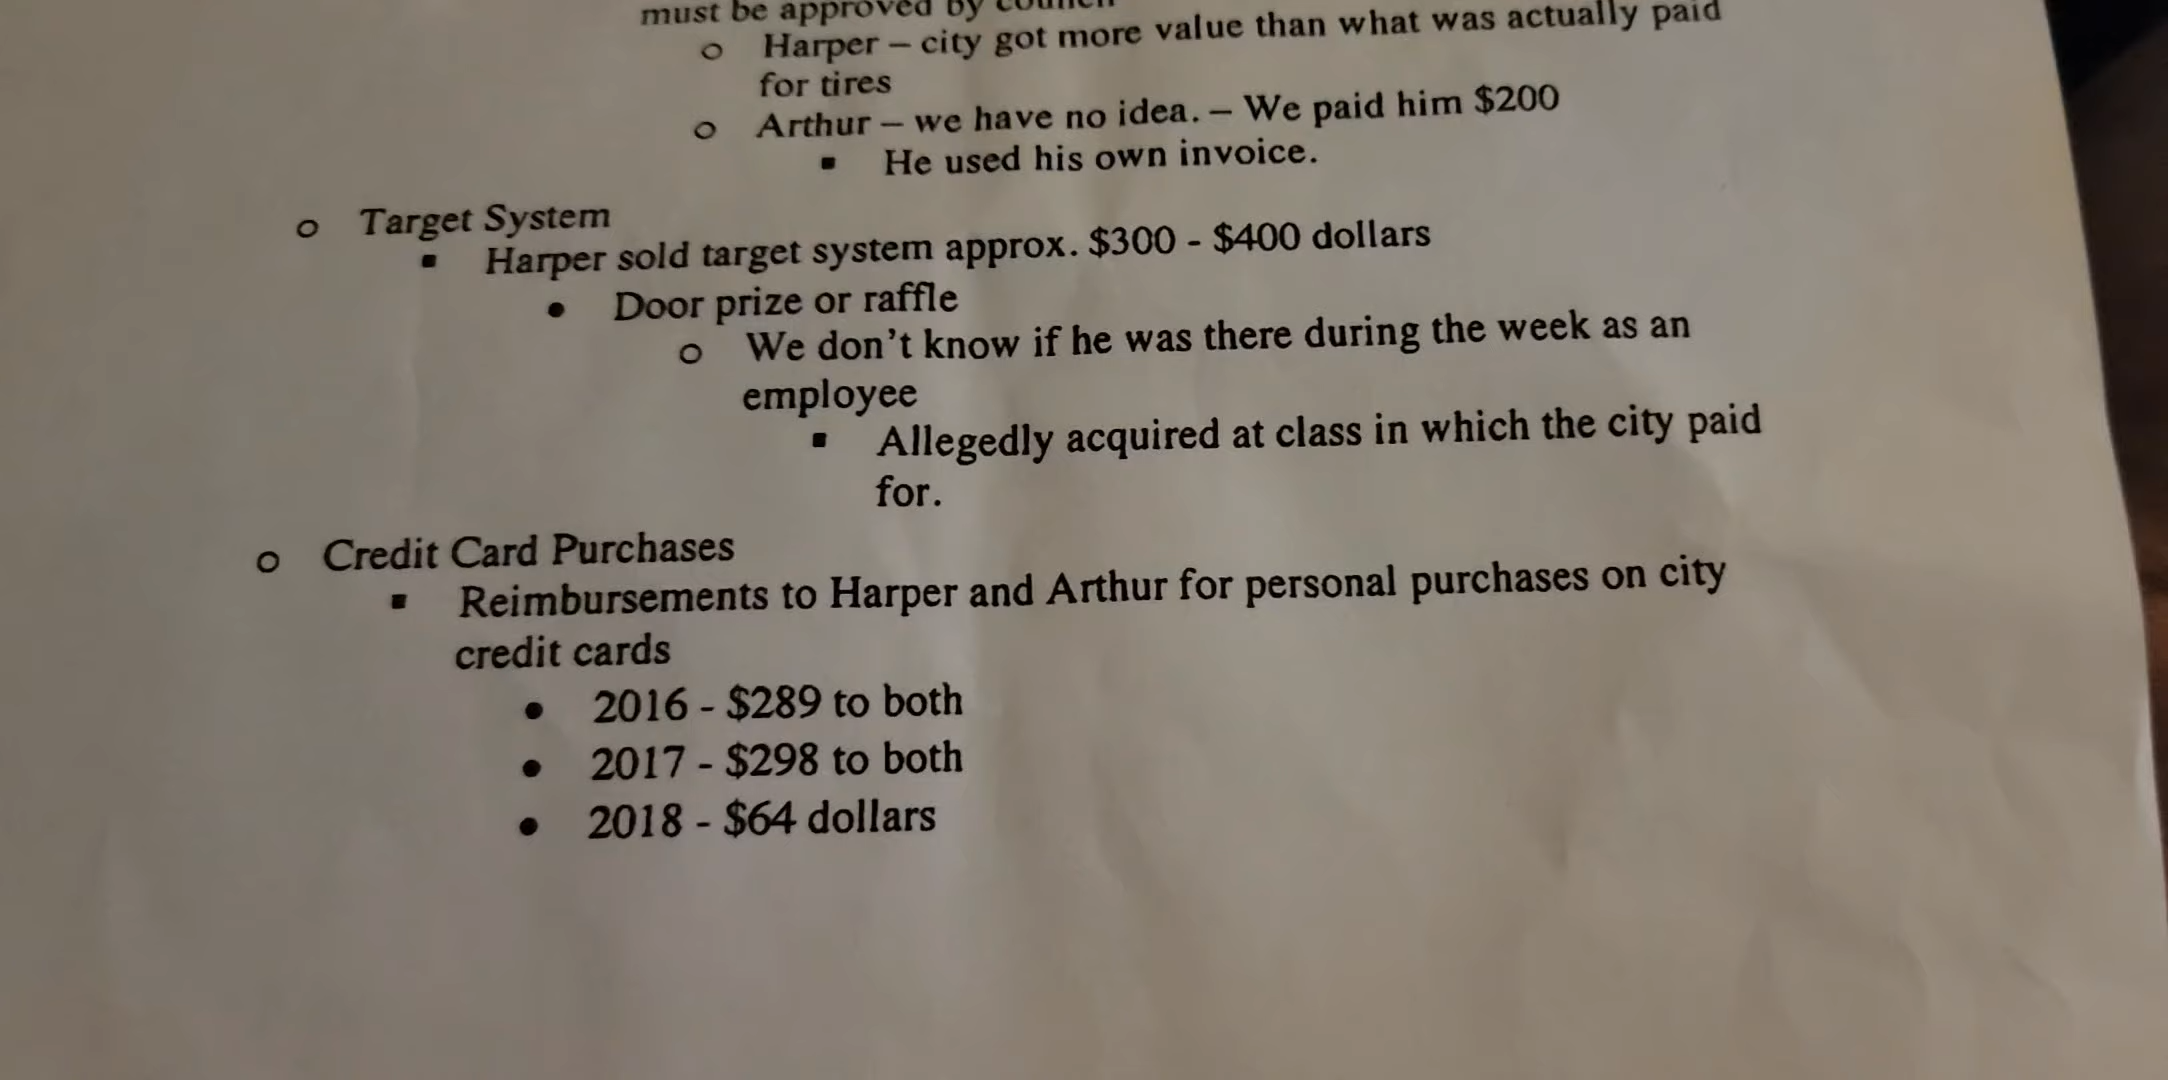 must be approved by council
o Harper – city got more value than what was actually paid
for tires
o Arthur – we have no idea. – We paid him $200
▪ He used his own invoice.
o Target System
▪ Harper sold target system approx. $300 - $400 dollars
• Door prize or raffle
o We don't know if he was there during the week as an
employee
▪ Allegedly acquired at class in which the city paid
for.
o Credit Card Purchases
▪ Reimbursements to Harper and Arthur for personal purchases on city
credit cards
• 2016 - $289 to both
• 2017 - $298 to both
• 2018 - $64 dollars